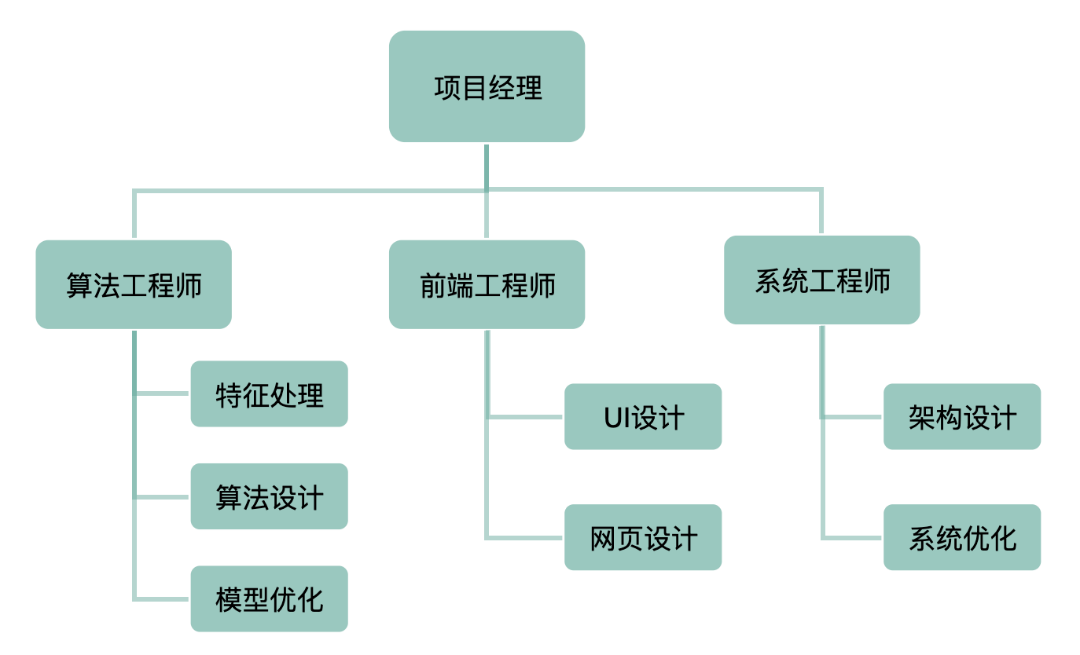 项目经理
算法工程师
前端工程师
系统工程师
特征处理
算法设计
模型优化
UI设计
网页设计
架构设计
系统优化